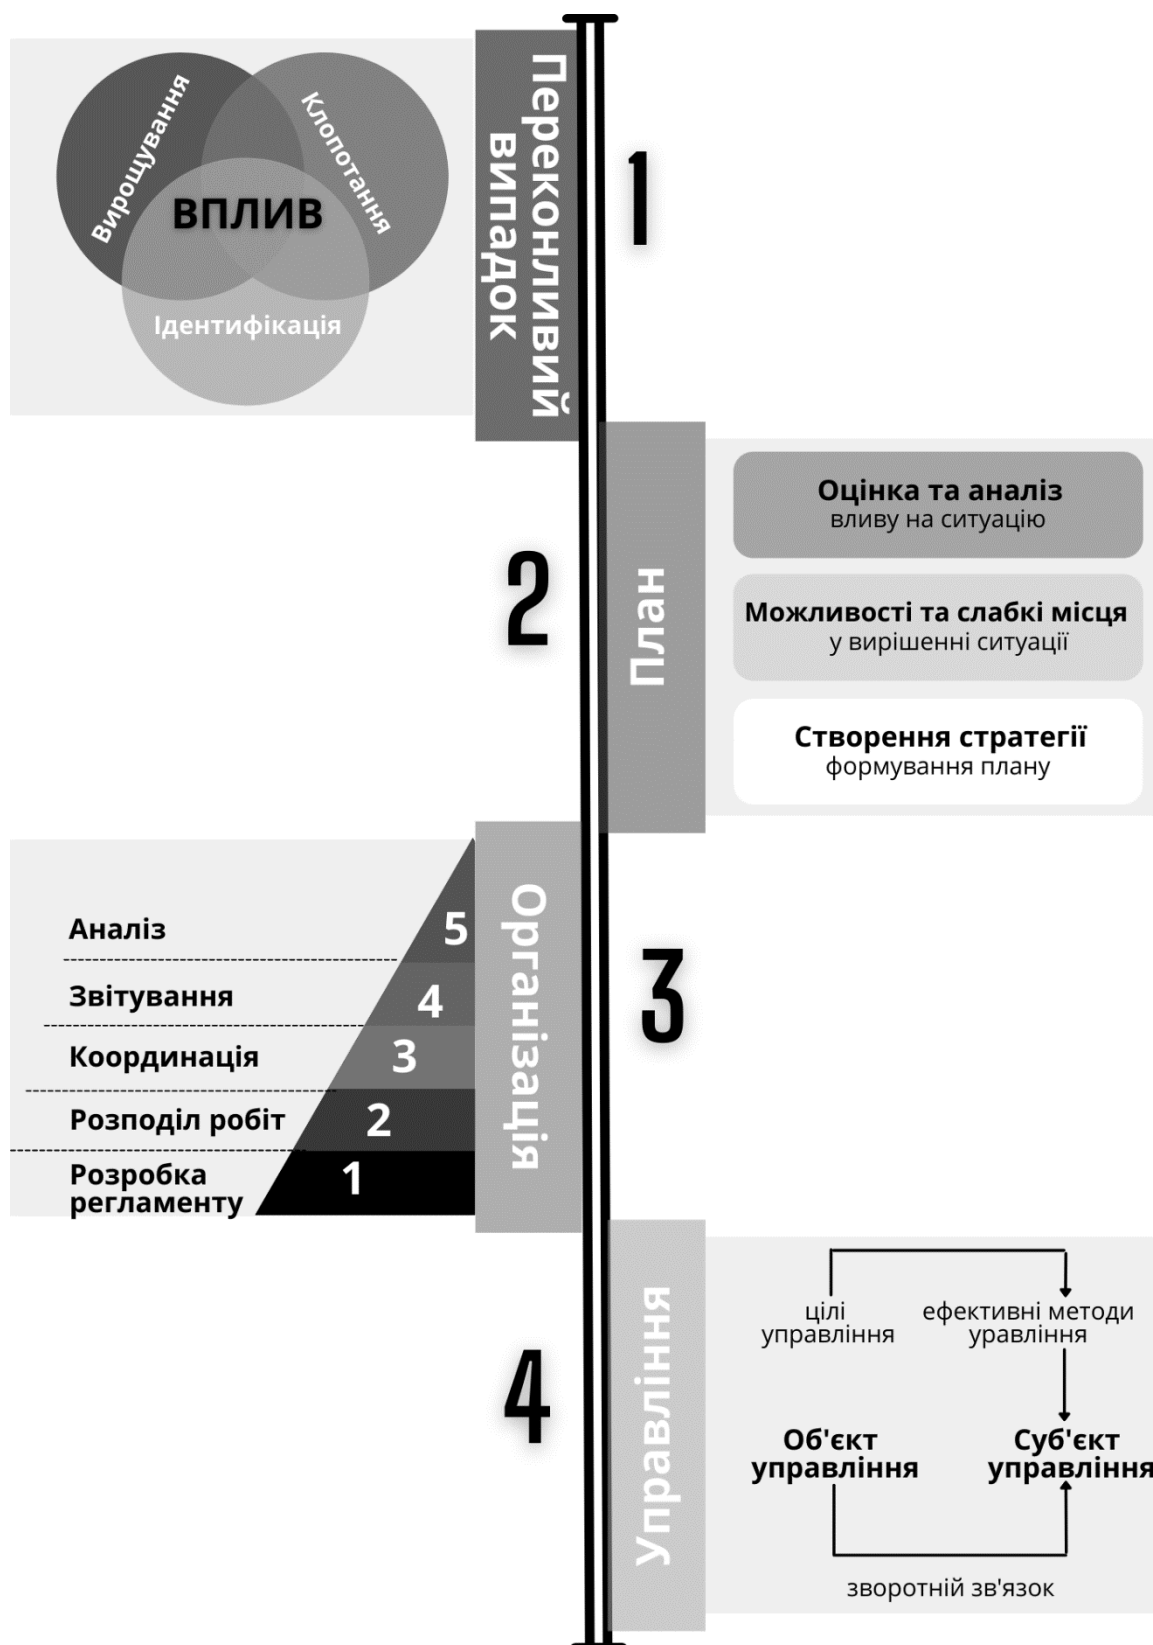 Вирощування
Клопотання
ВПЛИВ
Ідентифікація
Переконливий
випадок
1
2
План
Оцінка та аналіз
вливу на ситуацію
Можливості та слабкі місця
у вирішенні ситуації
Створення стратегії
формування плану
Аналіз
5
Звітування
4
Координація
3
Розподіл робіт
2
Розробка
регламенту
1
Організація
3
4
Управління
цілі
управління
ефективні методи
уравління
Об'єкт
управління
Суб'єкт
управління
зворотній зв'язок